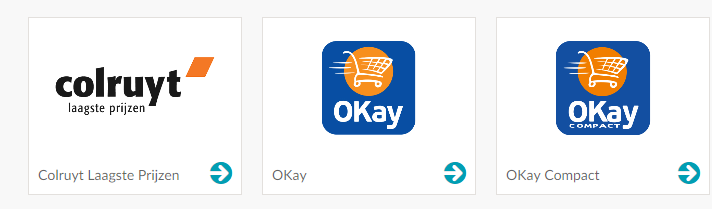 colruyt
laagste prijzen
Colruyt Laagste Prijzen
OKay
OKay
OKay
COMPACT
OKay Compact